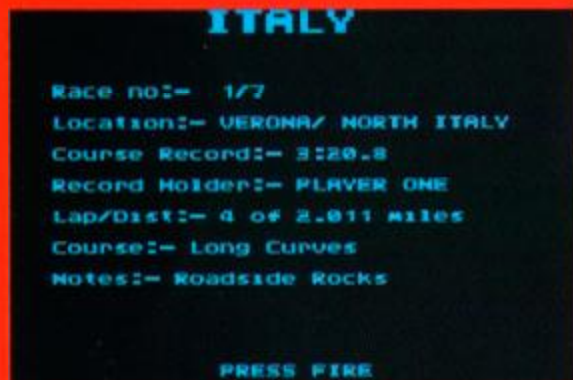 ITALY
Race no:- 1/7
Location:- VERONA/ NORTH ITALY
Course Record:- 3:20.8
Record Holder:- PLAYER ONE
Lap/Dist:- 4 of 2.011 miles
Course:- Long Curves
Notes:- Roadside Rocks
PRESS FIRE